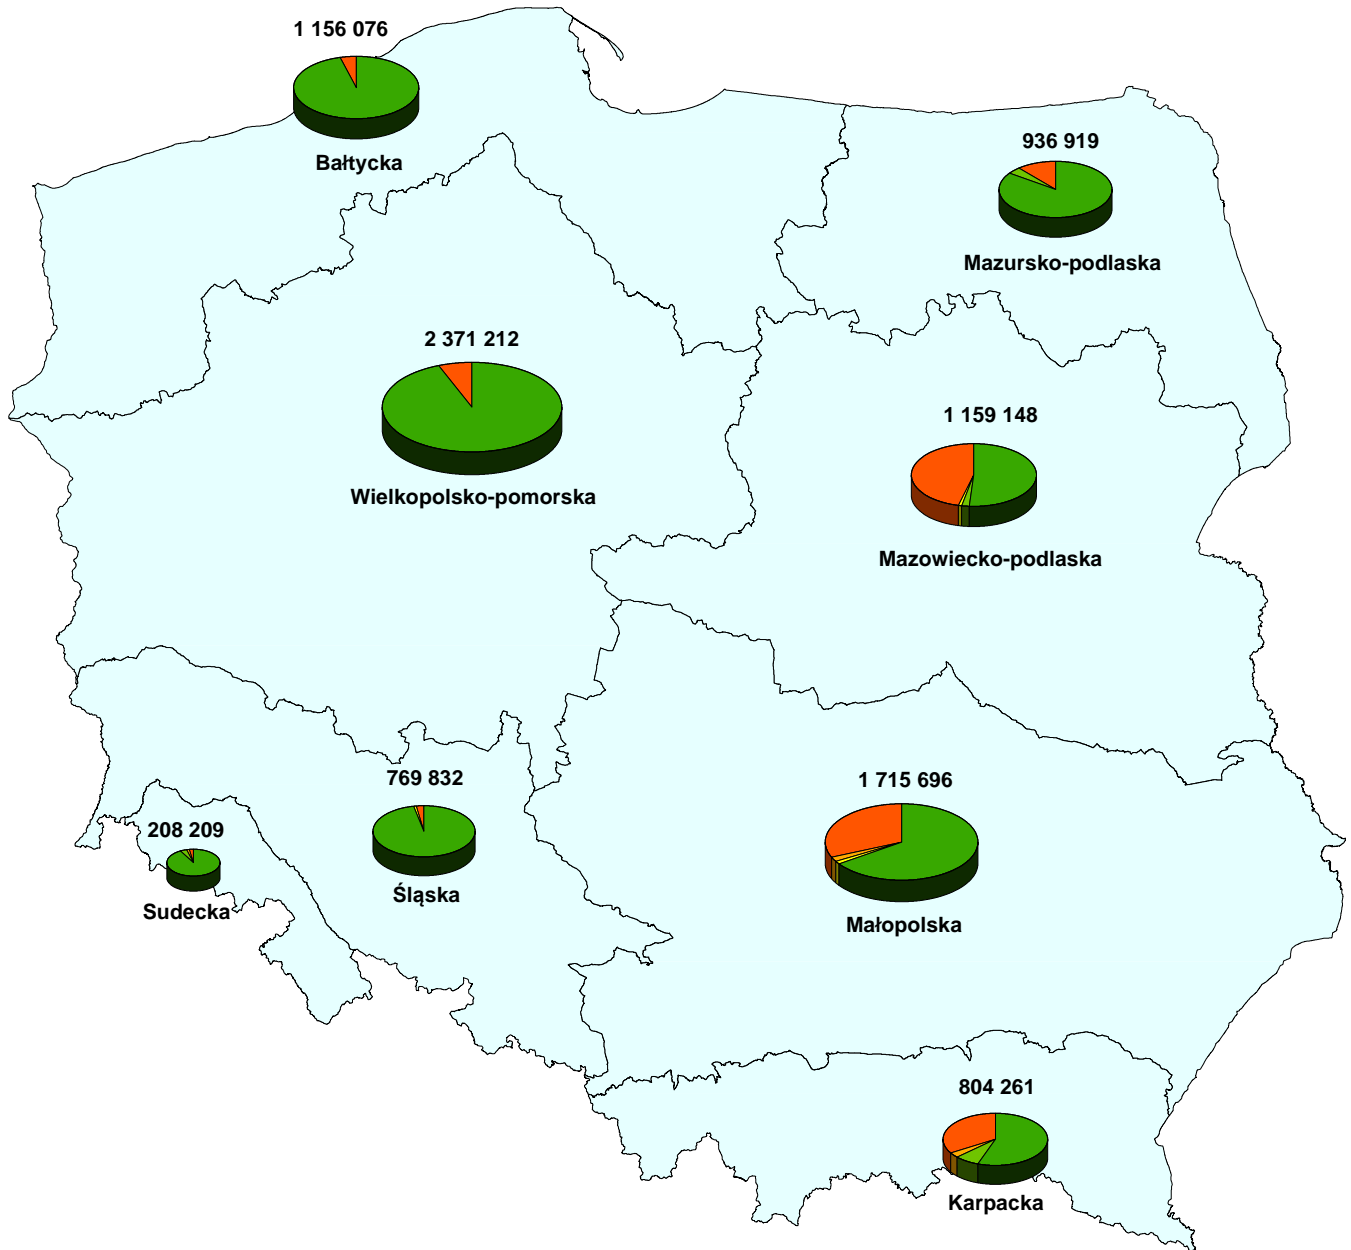 1 156 076
Bałtycka
936 919
Mazursko-podlaska
2 371 212
Wielkopolsko-pomorska
1 159 148
Mazowiecko-podlaska
769 832
Śląska
208 209
Sudecka
1 715 696
Małopolska
804 261
Karpacka